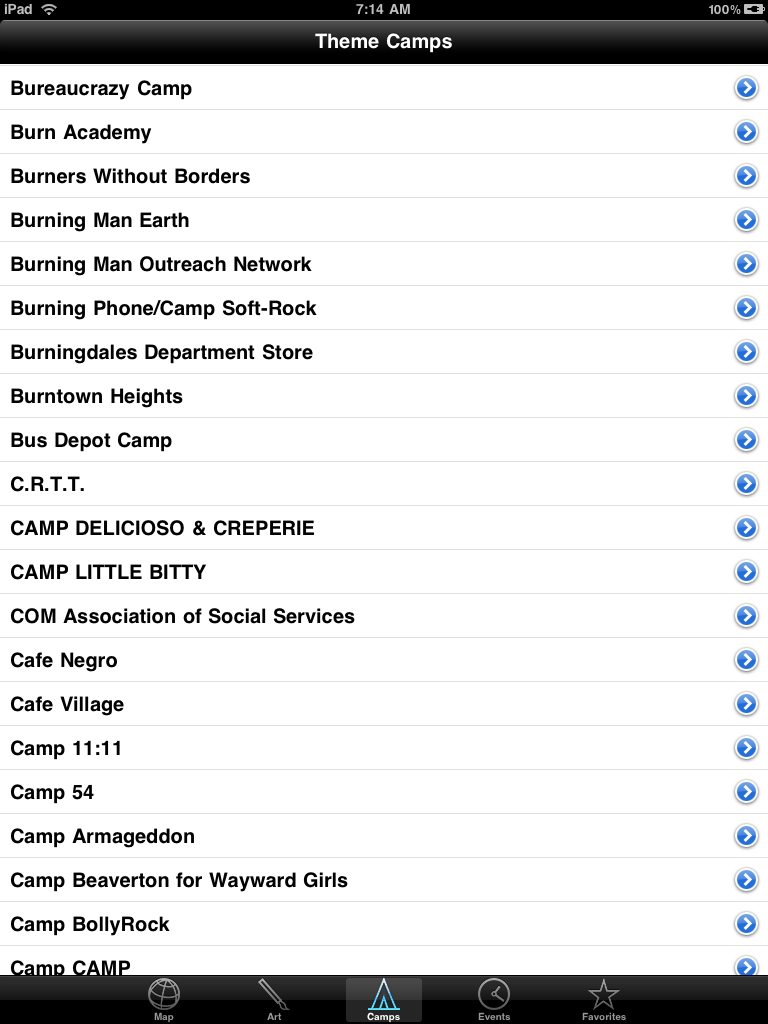 iPad 7:14 AM 100%
Theme Camps
Bureaucrazy Camp
Burn Academy
Burners Without Borders
Burning Man Earth
Burning Man Outreach Network
Burning Phone/Camp Soft-Rock
Burningdales Department Store
Burntown Heights
Bus Depot Camp
C.R.T.T.
CAMP DELICIOSO & CREPERIE
CAMP LITTLE BITTY
COM Association of Social Services
Cafe Negro
Cafe Village
Camp 11:11
Camp 54
Camp Armageddon
Camp Beaverton for Wayward Girls
Camp BollyRock
Camp CAMP
Map Art Camps Events Favorites